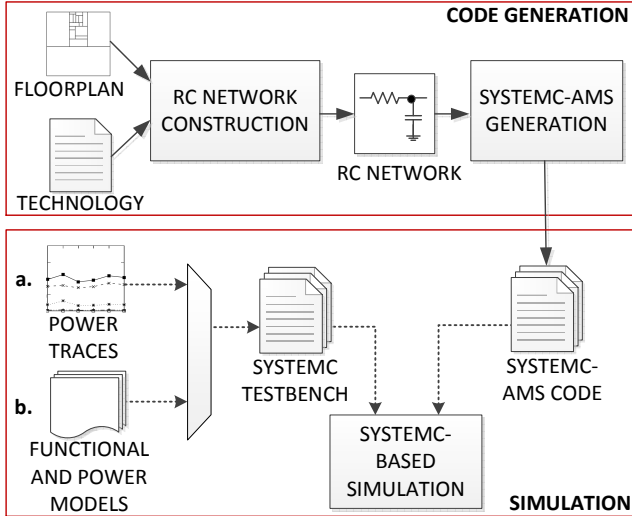 CODE GENERATION
FLOORPLAN
RC NETWORK
CONSTRUCTION
SYSTEMC-AMS
GENERATION
RC NETWORK
TECHNOLOGY
a.
POWER
TRACES
SYSTEMC
TESTBENCH
SYSTEMC-
AMS CODE
b.
FUNCTIONAL
AND POWER
MODELS
SYSTEMC-
BASED
SIMULATION
SIMULATION